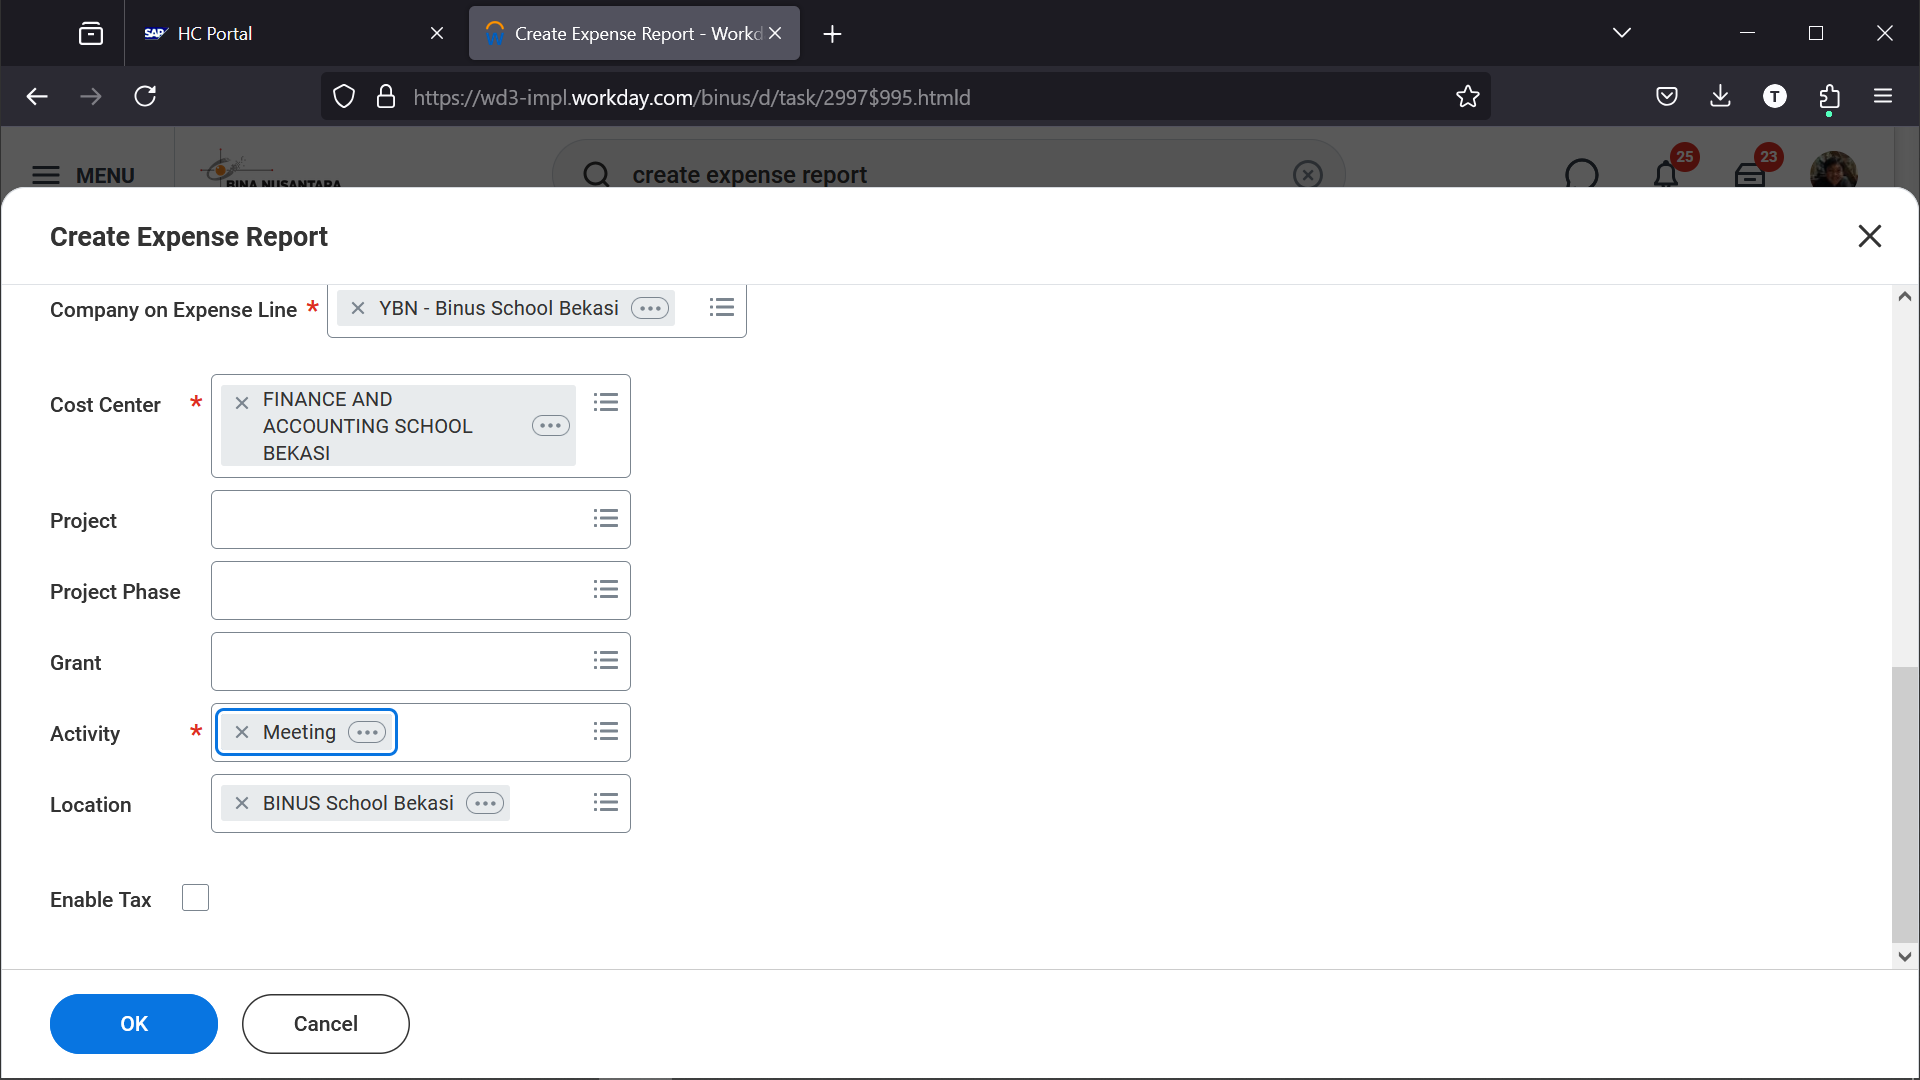 HC Portal
Create Expense Report - Workd
https://wd3-impl.workday.com/binus/d/task/2997$995.htmld
T
MENU
BINA NUSANTARA
create expense report
25
23
Create Expense Report
Company on Expense Line *
YBN - Binus School Bekasi
Cost Center *
FINANCE AND
ACCOUNTING SCHOOL
BEKASI
Project
Project Phase
Grant
Activity *
Meeting
Location
BINUS School Bekasi
Enable Tax
OK
Cancel
SAP